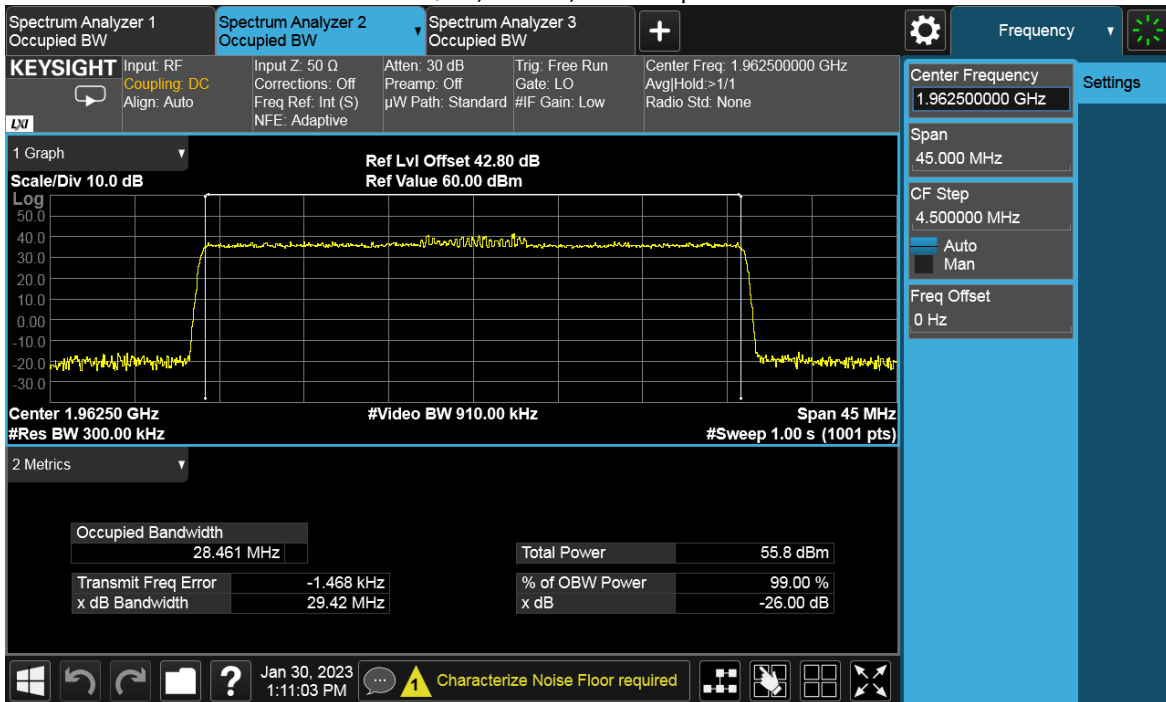 Spectrum Analyzer 1
Occupied BW
Spectrum Analyzer 2
Occupied BW
Spectrum Analyzer 3
Occupied BW
Frequency
KEYSIGHT
LXI
Input: RF
Coupling: DC
Align: Auto
Input Z: 50 Ω
Corrections: Off
Freq Ref: Int (S)
NFE: Adaptive
Atten: 30 dB
Preamp: Off
µW Path: Standard
Trig: Free Run
Gate: LO
#IF Gain: Low
Center Freq: 1.962500000 GHz
Avg|Hold:>1/1
Radio Std: None
Center Frequency
1.962500000 GHz
Settings
Span
45.000 MHz
CF Step
4.500000 MHz
Auto
Man
Freq Offset
0 Hz
1 Graph
Scale/Div 10.0 dB
Ref Lvl Offset 42.80 dB
Ref Value 60.00 dBm
Log
50.0
40.0
30.0
20.0
10.0
0.00
-10.0
-20.0
-30.0
Center 1.96250 GHz
#Video BW 910.00 kHz
Span 45 MHz
#Res BW 300.00 kHz
#Sweep 1.00 s (1001 pts)
2 Metrics
Occupied Bandwidth
28.461 MHz
Total Power 55.8 dBm
Transmit Freq Error -1.468 kHz
% of OBW Power 99.00 %
x dB Bandwidth 29.42 MHz
x dB -26.00 dB
?
Jan 30, 2023
1:11:03 PM
1
Characterize Noise Floor required